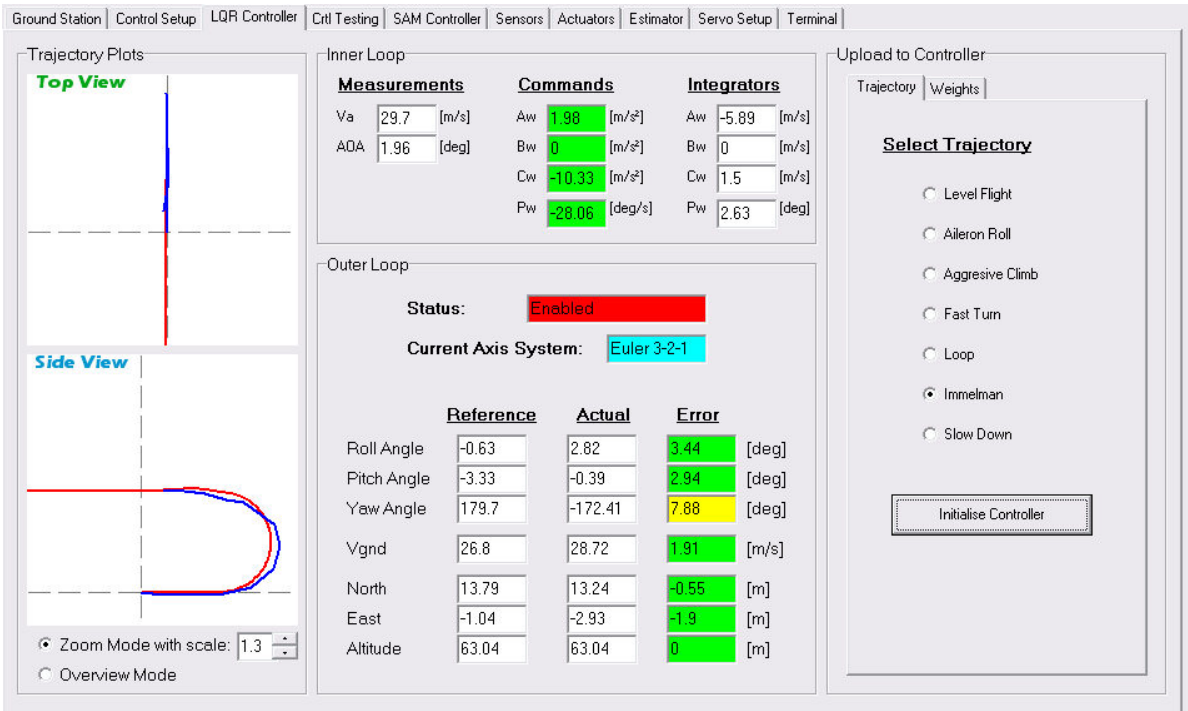 Ground Station Control Setup LQR Controller Crtl Testing SAM Controller Sensors Actuators Estimator Servo Setup Terminal
Trajectory Plots
Top View
Side View
Zoom Mode with scale: 1.3
Overview Mode
Inner Loop
Measurements Commands Integrators
Va 29.7 [m/s] Aw 1.98 [m/s²] Aw -5.89 [m/s]
AOA 1.96 [deg] Bw 0 [m/s²] Bw 0 [m/s]
Cw -10.33 [m/s²] Cw 1.5 [m/s]
Pw -28.06 [deg/s] Pw 2.63 [deg]
Outer Loop
Status: Enabled
Current Axis System: Euler 3-2-1
Reference Actual Error
Roll Angle -0.63 2.82 3.44 [deg]
Pitch Angle -3.33 -0.39 2.94 [deg]
Yaw Angle 179.7 -172.41 7.88 [deg]
Vgnd 26.8 28.72 1.91 [m/s]
North 13.79 13.24 -0.55 [m]
East -1.04 -2.93 -1.9 [m]
Altitude 63.04 63.04 0 [m]
Upload to Controller
Trajectory Weights
Select Trajectory
Level Flight
Aileron Roll
Aggresive Climb
Fast Turn
Loop
Immelman
Slow Down
Initialise Controller